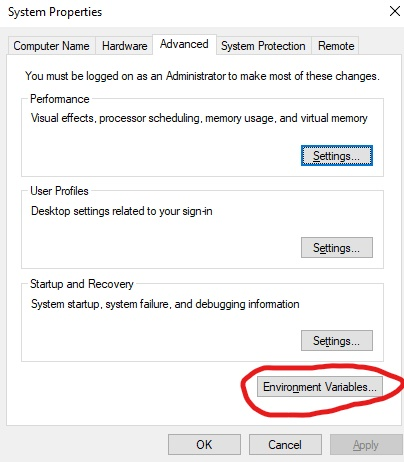 System Properties
Computer Name Hardware Advanced System Protection Remote
You must be logged on as an Administrator to make most of these changes.
Performance
Visual effects, processor scheduling, memory usage, and virtual memory
Settings...
User Profiles
Desktop settings related to your sign-in
Settings...
Startup and Recovery
System startup, system failure, and debugging information
Settings...
Environment Variables...
OK Cancel Apply